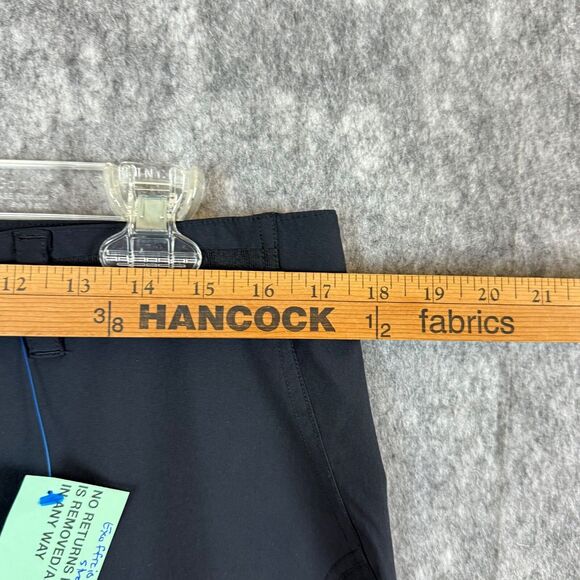 12 13 14 15 16 17 18 19 20 21
3/8 HANCOCK 1/2 fabrics
NO RETURNS
IS REMOVED/A
IN ANY WAY